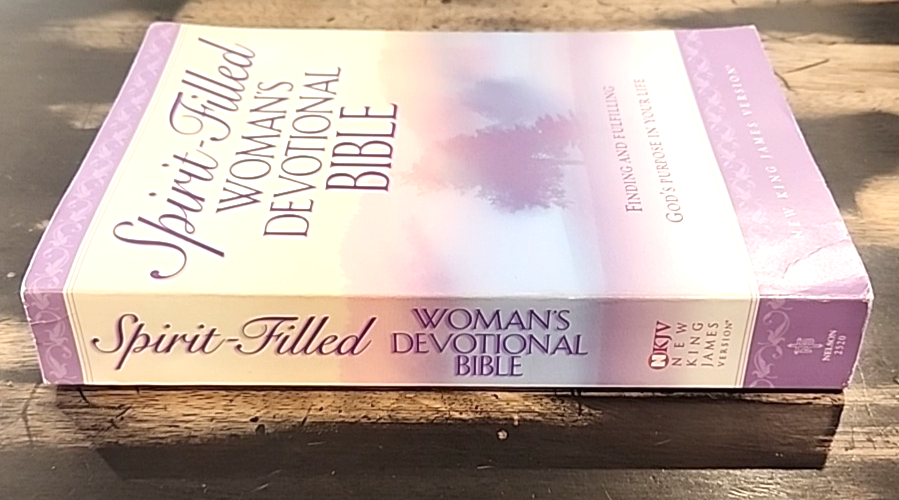 Spirit-Filled
WOMAN'S
DEVOTIONAL
BIBLE
FINDING AND FULFILLING
GOD'S PURPOSE IN YOUR LIFE
NEW KING JAMES VERSION®
Spirit-Filled
WOMAN'S
DEVOTIONAL
BIBLE
NKJV
NEW
KING
JAMES
VERSION®
NELSON
2520